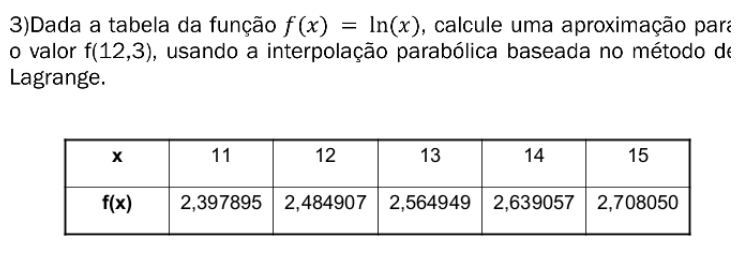 3)Dada a tabela da função f(x) = ln(x), calcule uma aproximação para
o valor f(12,3), usando a interpolação parabólica baseada no método de
Lagrange.
x 11 12 13 14 15
f(x) 2,397895 2,484907 2,564949 2,639057 2,708050